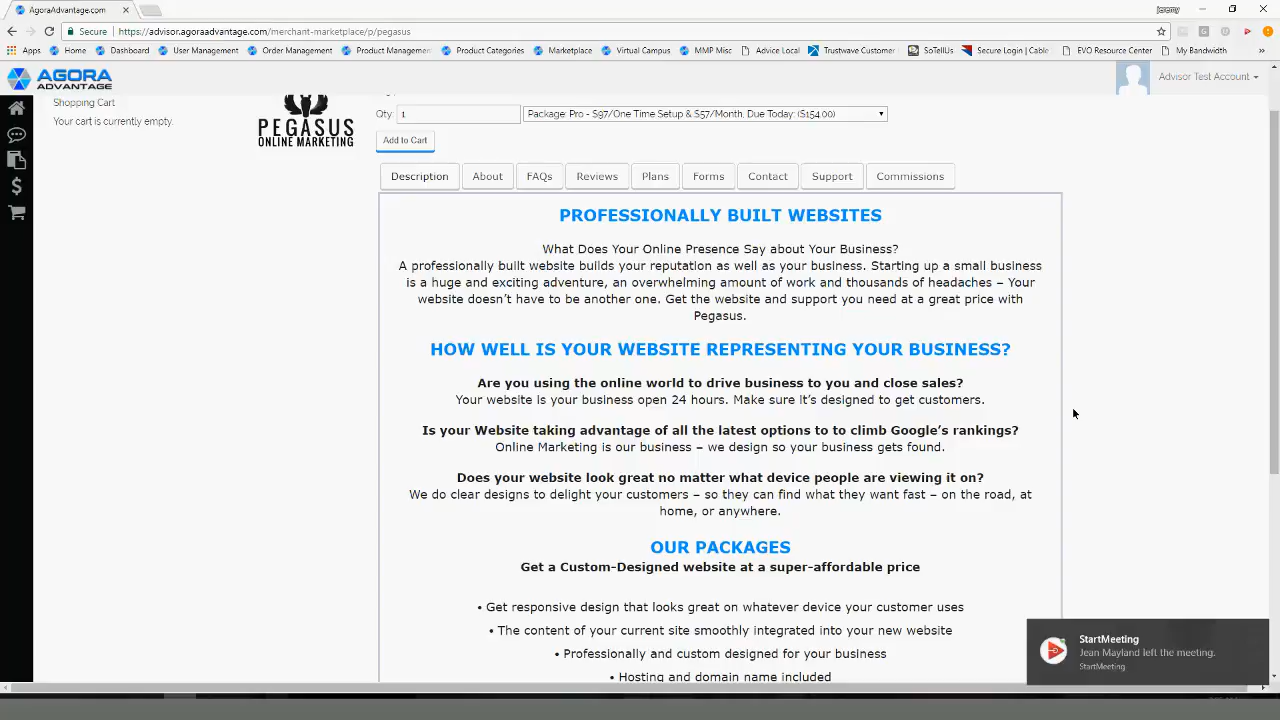 AgoraAdvantage.com
Jeremy
Secure
https://advisor.agoraadvantage.com/merchant-marketplace/p/pegasus
Apps Home Dashboard User Management Order Management Product Management Product Categories Marketplace Virtual Campus MMP Misc Advice Local Trustwave Customer SoTellUs Secure Login | Cable EVO Resource Center My Bandwidth
AGORA
ADVANTAGE
Advisor Test Account
Shopping Cart
Your cart is currently empty.
PEGASUS
ONLINE MARKETING
Qty: 1 Package: Pro - $97/One Time Setup & $57/Month, Due Today: ($154.00)
Add to Cart
Description About FAQs Reviews Plans Forms Contact Support Commissions
PROFESSIONALLY BUILT WEBSITES
What Does Your Online Presence Say about Your Business?
A professionally built website builds your reputation as well as your business. Starting up a small business
is a huge and exciting adventure, an overwhelming amount of work and thousands of headaches – Your
website doesn't have to be another one. Get the website and support you need at a great price with
Pegasus.
HOW WELL IS YOUR WEBSITE REPRESENTING YOUR BUSINESS?
Are you using the online world to drive business to you and close sales?
Your website is your business open 24 hours. Make sure it's designed to get customers.
Is your Website taking advantage of all the latest options to to climb Google's rankings?
Online Marketing is our business – we design so your business gets found.
Does your website look great no matter what device people are viewing it on?
We do clear designs to delight your customers – so they can find what they want fast – on the road, at
home, or anywhere.
OUR PACKAGES
Get a Custom-Designed website at a super-affordable price
• Get responsive design that looks great on whatever device your customer uses
• The content of your current site smoothly integrated into your new website
• Professionally and custom designed for your business
• Hosting and domain name included
StartMeeting
Jean Mayland left the meeting.
StartMeeting